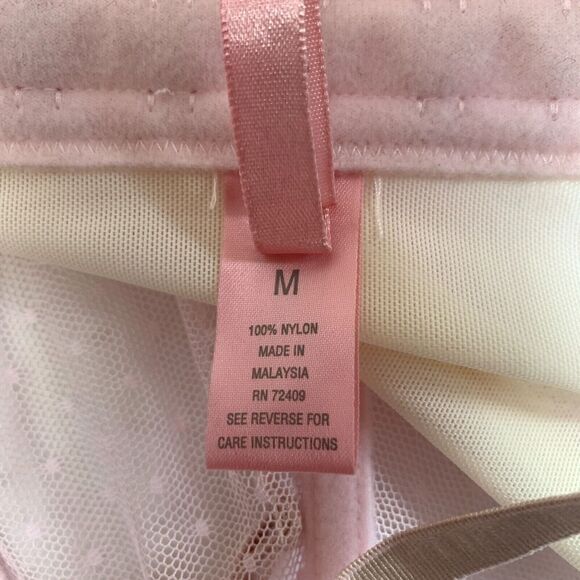 M
100% NYLON
MADE IN
MALAYSIA
RN 72409
SEE REVERSE FOR
CARE INSTRUCTIONS